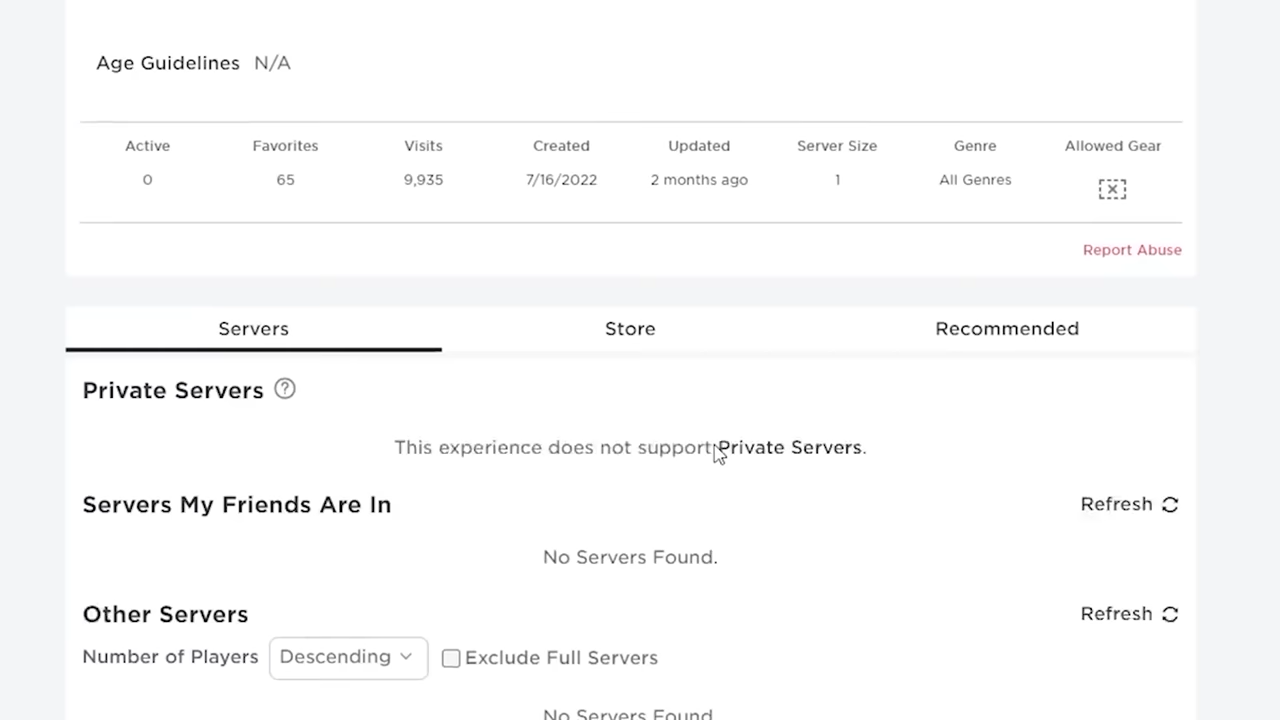 Age Guidelines N/A
Active Favorites Visits Created Updated Server Size Genre Allowed Gear
0 65 9,935 7/16/2022 2 months ago 1 All Genres
Report Abuse
Servers Store Recommended
Private Servers
This experience does not support Private Servers.
Servers My Friends Are In Refresh
No Servers Found.
Other Servers Refresh
Number of Players Descending Exclude Full Servers
No Servers Found